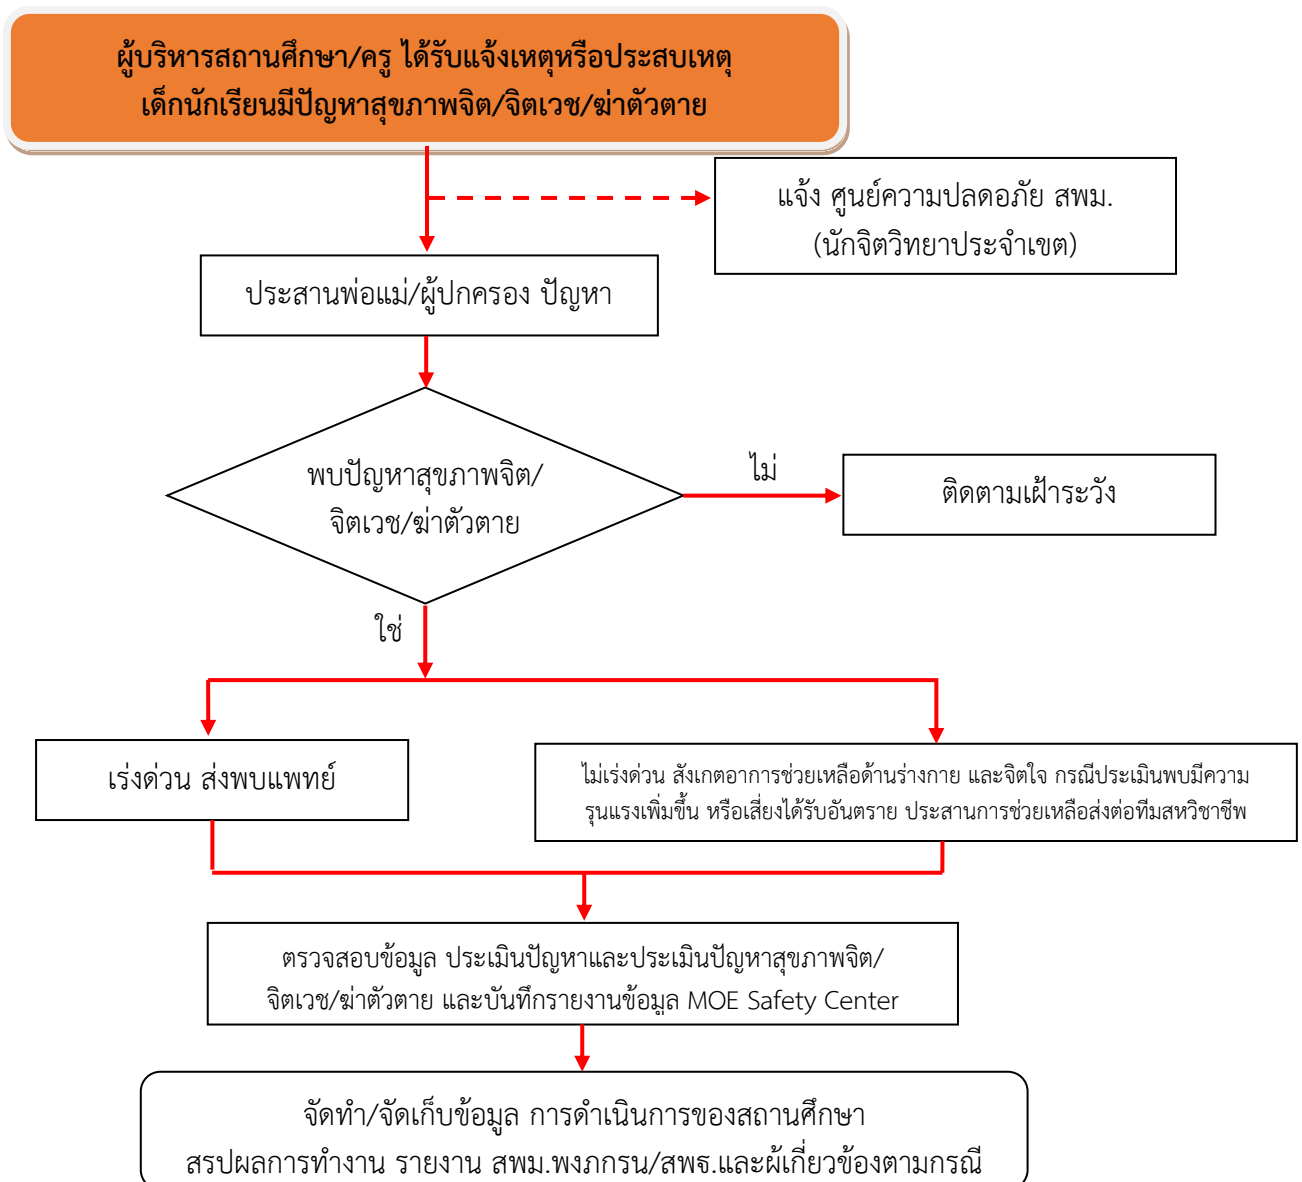 ผู้บริหารสถานศึกษา/ครู ได้รับแจ้งเหตุหรือประสบเหตุ
เด็กนักเรียนมีปัญหาสุขภาพจิต/จิตเวช/ฆ่าตัวตาย
แจ้ง ศูนย์ความปลดอภัย สพม.
(นักจิตวิทยาประจำเขต)
ประสานพ่อแม่/ผู้ปกครอง ปัญหา
พบปัญหาสุขภาพจิต/
จิตเวช/ฆ่าตัวตาย
ไม่
ติดตามเฝ้าระวัง
ใช่
เร่งด่วน ส่งพบแพทย์
ไม่เร่งด่วน สังเกตอาการช่วยเหลือด้านร่างกาย และจิตใจ กรณีประเมินพบมีความ
รุนแรงเพิ่มขึ้น หรือเสี่ยงได้รับอันตราย ประสานการช่วยเหลือส่งต่อทีมสหวิชาชีพ
ตรวจสอบข้อมูล ประเมินปัญหาและประเมินปัญหาสุขภาพจิต/
จิตเวช/ฆ่าตัวตาย และบันทึกรายงานข้อมูล MOE Safety Center
จัดทำ/จัดเก็บข้อมูล การดำเนินการของสถานศึกษา
สรุปผลการทำงาน รายงาน สพม.พงภกรน/สพฐ.และผู้เกี่ยวข้องตามกรณี